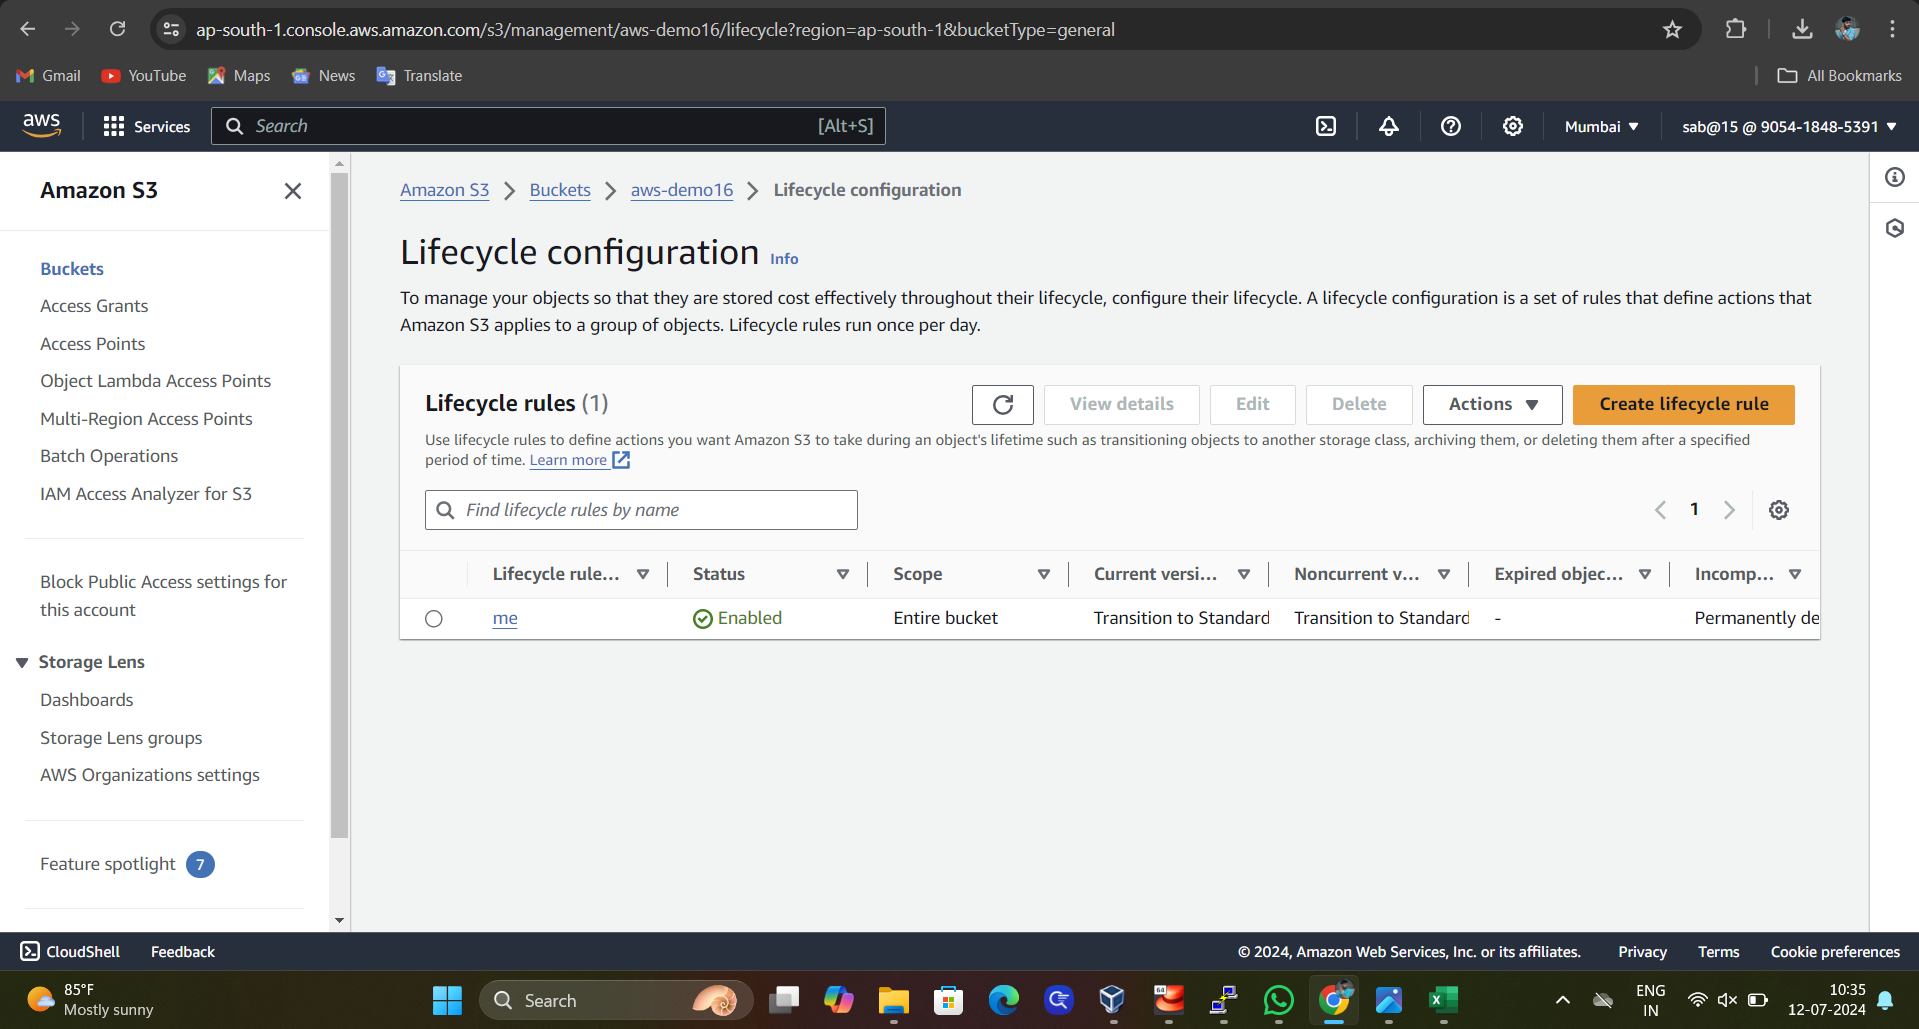 ap-south-1.console.aws.amazon.com/s3/management/aws-demo16/lifecycle?region=ap-south-1&bucketType=general
Gmail YouTube Maps News Translate All Bookmarks
aws Services Search [Alt+S] Mumbai sab@15 @ 9054-1848-5391
Amazon S3
Buckets
Access Grants
Access Points
Object Lambda Access Points
Multi-Region Access Points
Batch Operations
IAM Access Analyzer for S3
Block Public Access settings for
this account
Storage Lens
Dashboards
Storage Lens groups
AWS Organizations settings
Feature spotlight 7
Amazon S3 Buckets aws-demo16 Lifecycle configuration
Lifecycle configuration Info
To manage your objects so that they are stored cost effectively throughout their lifecycle, configure their lifecycle. A lifecycle configuration is a set of rules that define actions that
Amazon S3 applies to a group of objects. Lifecycle rules run once per day.
Lifecycle rules (1) View details Edit Delete Actions Create lifecycle rule
Use lifecycle rules to define actions you want Amazon S3 to take during an object's lifetime such as transitioning objects to another storage class, archiving them, or deleting them after a specified
period of time. Learn more
Find lifecycle rules by name 1
Lifecycle rule... Status Scope Current versi... Noncurrent v... Expired objec... Incomp...
me Enabled Entire bucket Transition to Standard Transition to Standard - Permanently de
CloudShell Feedback © 2024, Amazon Web Services, Inc. or its affiliates. Privacy Terms Cookie preferences
85°F
Mostly sunny
Search
64
ENG
IN
10:35
12-07-2024